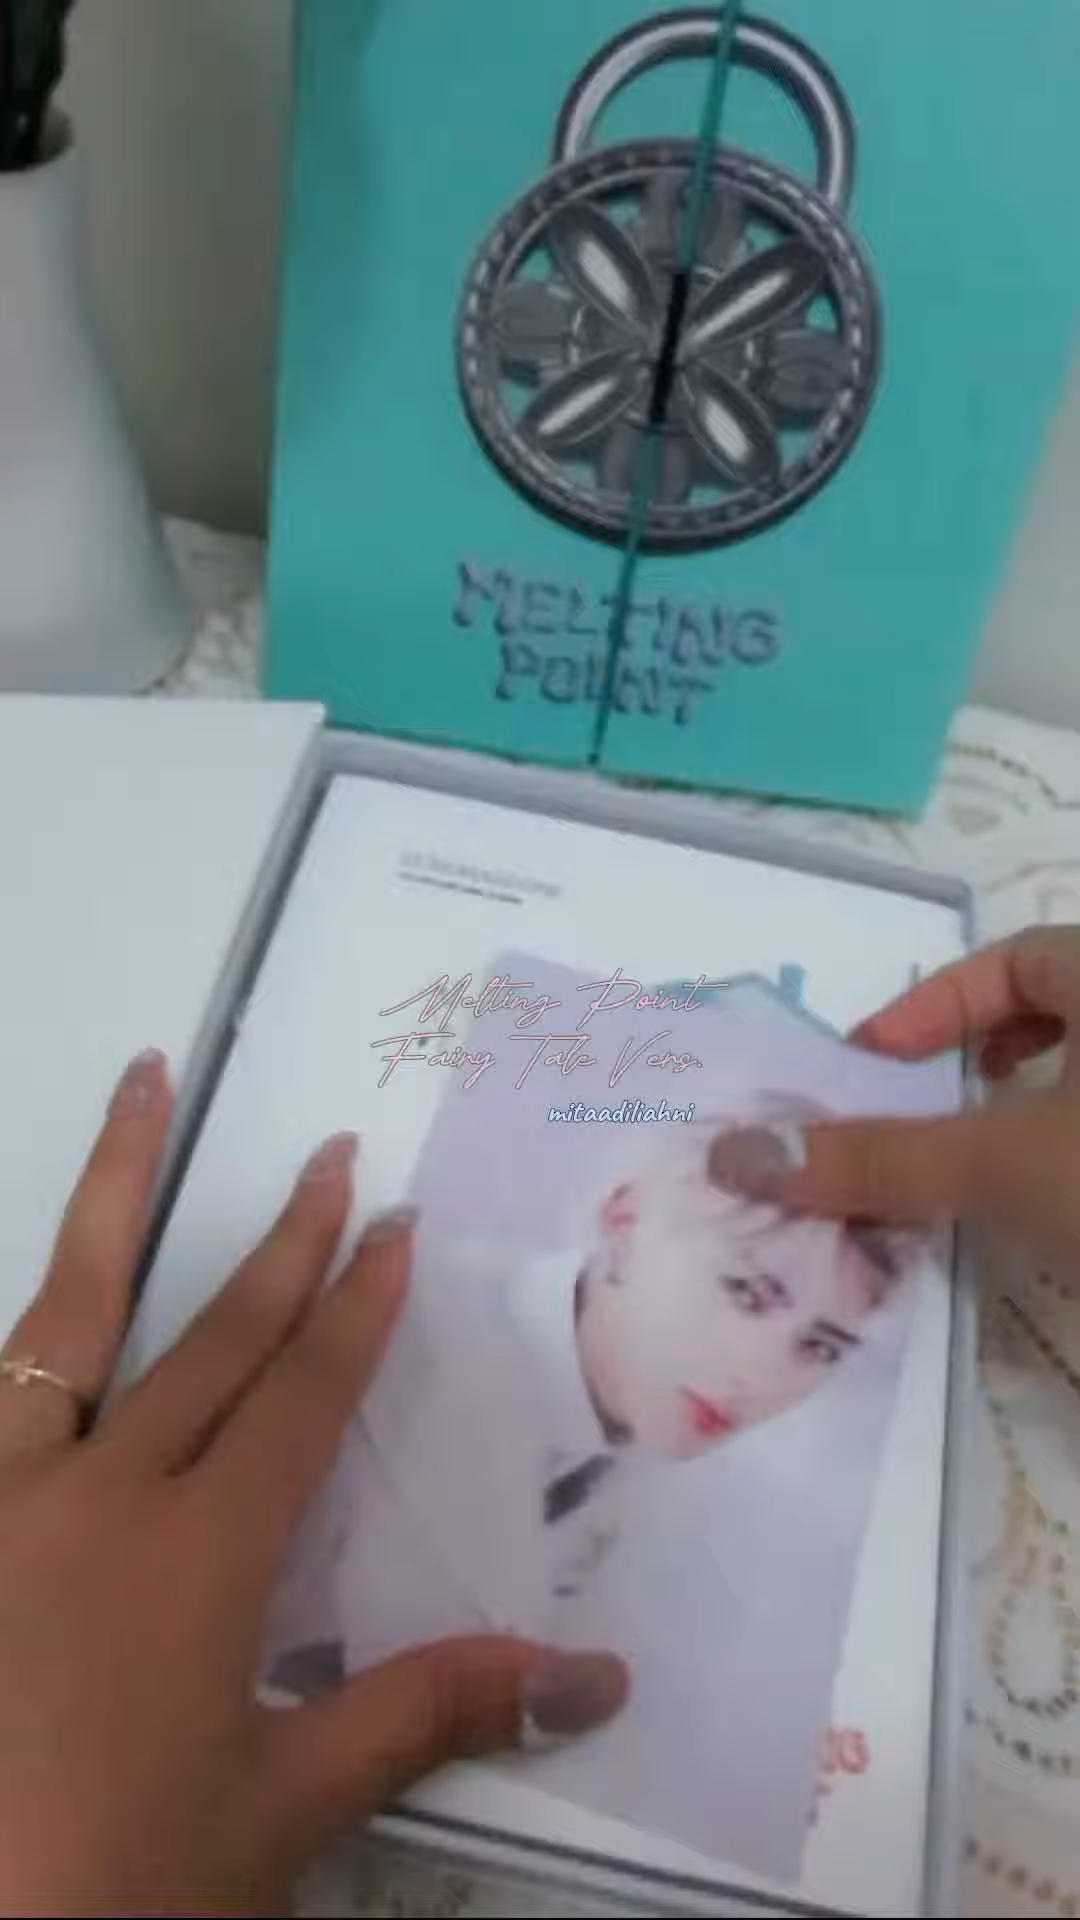 MELTING
POINT
Melting Point
Fairy Tale Vers.
mitaadiliahni